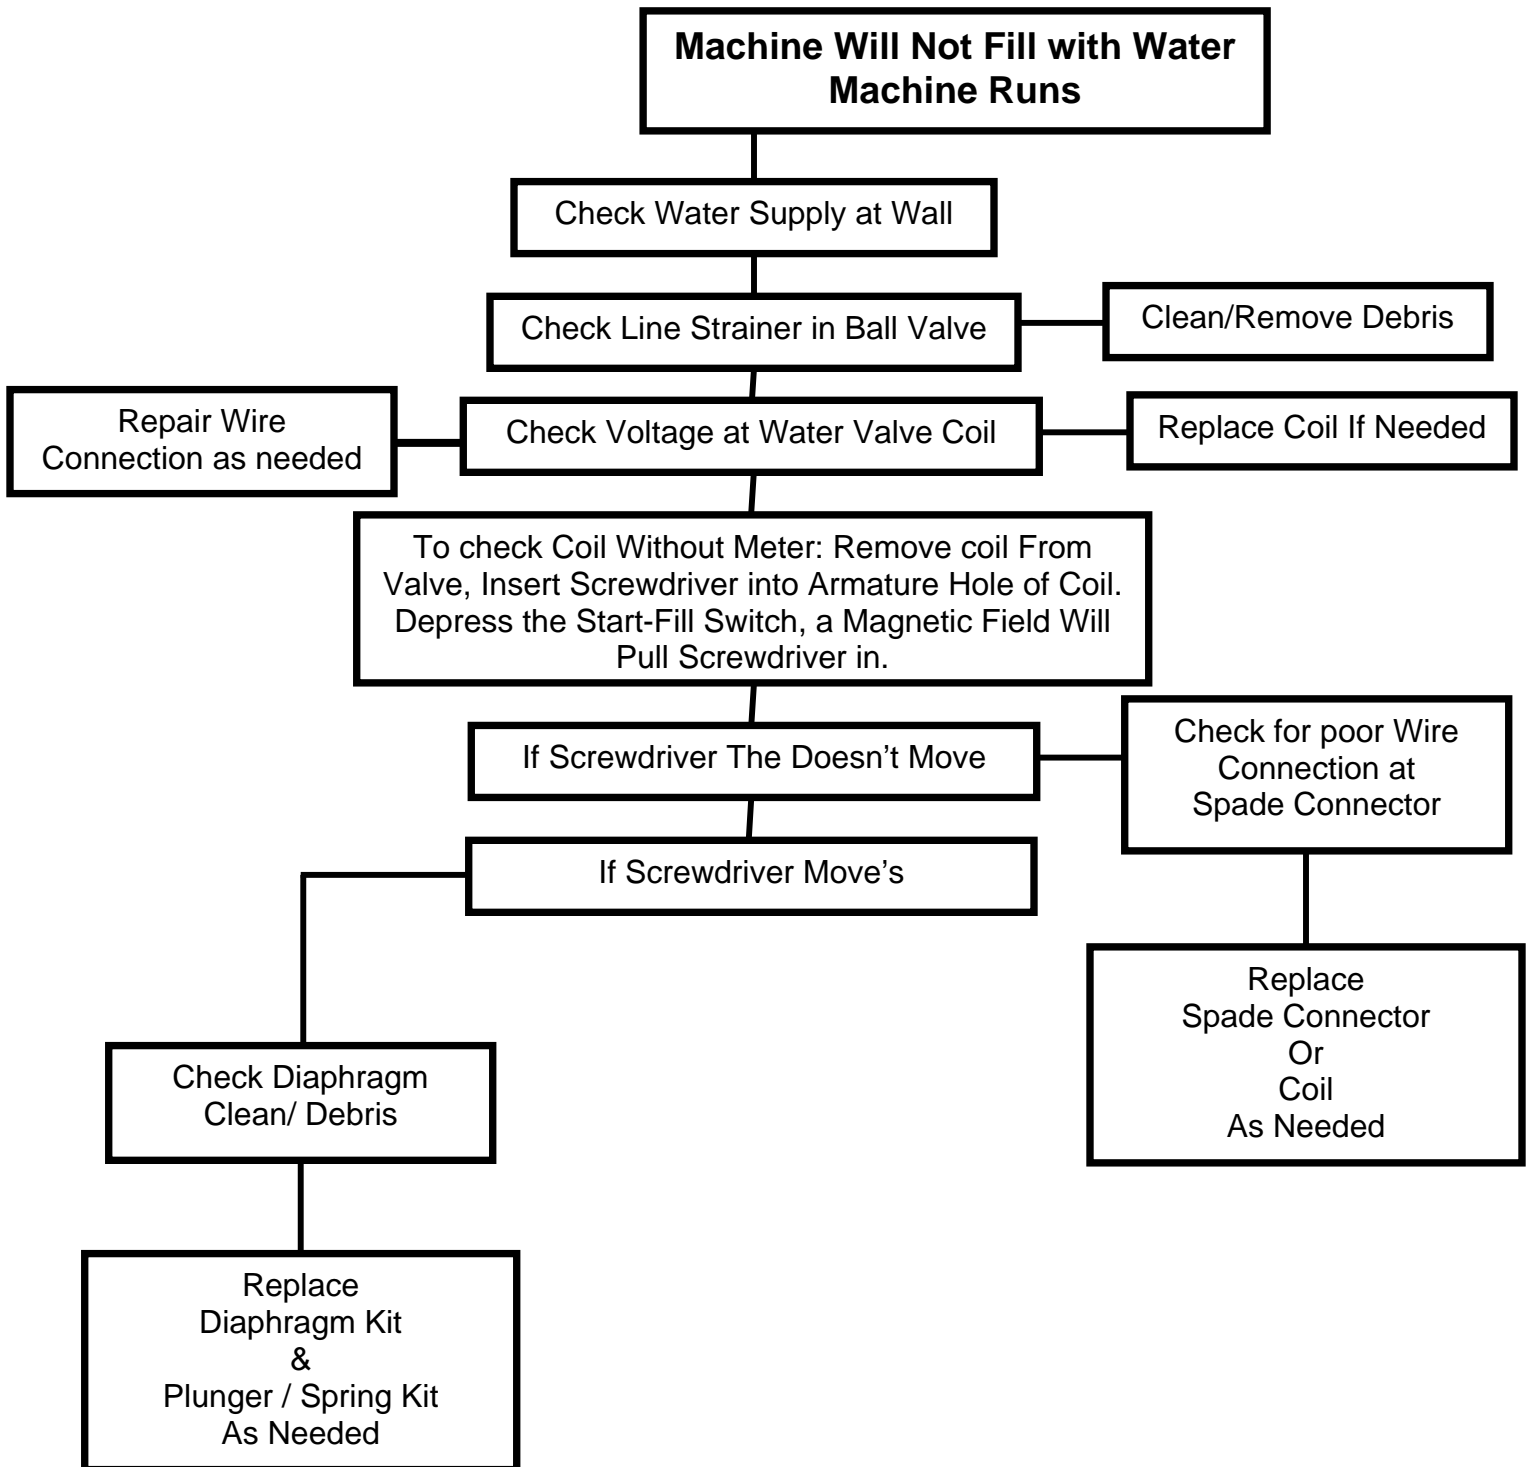 Machine Will Not Fill with Water
Machine Runs
Check Water Supply at Wall
Check Line Strainer in Ball Valve
Clean/Remove Debris
Repair Wire
Connection as needed
Check Voltage at Water Valve Coil
Replace Coil If Needed
To check Coil Without Meter: Remove coil From
Valve, Insert Screwdriver into Armature Hole of Coil.
Depress the Start-Fill Switch, a Magnetic Field Will
Pull Screwdriver in.
If Screwdriver The Doesn’t Move
Check for poor Wire
Connection at
Spade Connector
If Screwdriver Move’s
Replace
Spade Connector
Or
Coil
As Needed
Check Diaphragm
Clean/ Debris
Replace
Diaphragm Kit
&
Plunger / Spring Kit
As Needed